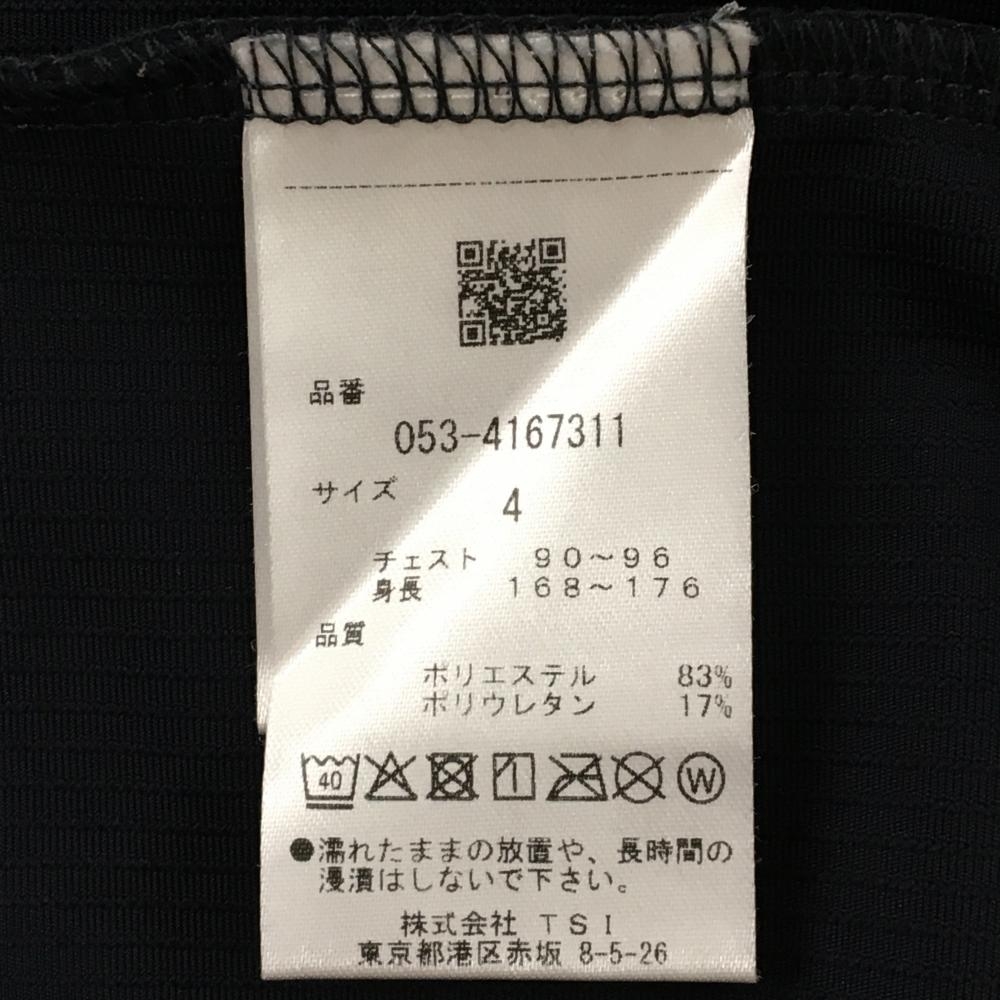 品番
053-4167311
サイズ
4
チェスト 90～96
身長 168～176
品質
ポリエステル 83%
ポリウレタン 17%
40 W
●濡れたままの放置や、長時間の
浸漬はしないで下さい。
株式会社 TSI
東京都港区赤坂 8-5-26